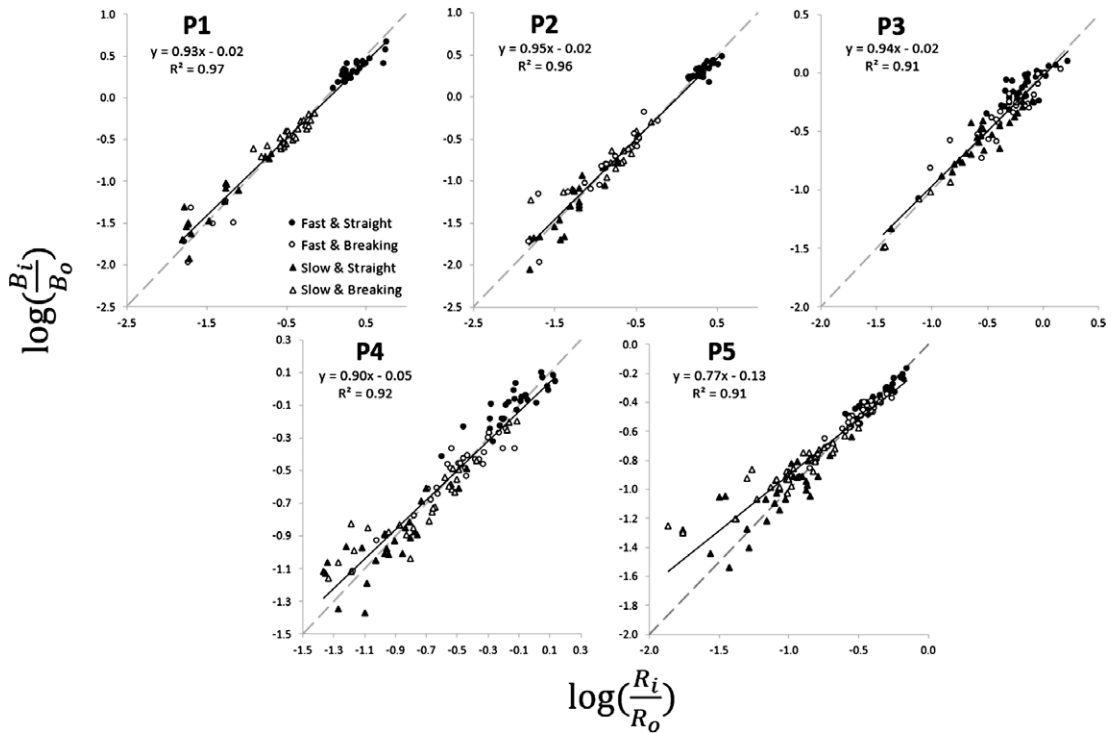 P1
y = 0.93x - 0.02
R² = 0.97
1.0
0.5
0.0
-0.5
-1.0
-1.5
-2.0
-2.5
-2.5 -1.5 -0.5 0.5
● Fast & Straight
○ Fast & Breaking
▲ Slow & Straight
△ Slow & Breaking
P2
y = 0.95x - 0.02
R² = 0.96
1.0
0.5
0.0
-0.5
-1.0
-1.5
-2.0
-2.5
-2.5 -1.5 -0.5 0.5
P3
y = 0.94x - 0.02
R² = 0.91
0.5
0.0
-0.5
-1.0
-1.5
-2.0
-2.0 -1.5 -1.0 -0.5 0.0 0.5
log(B_i/B_o)
P4
y = 0.90x - 0.05
R² = 0.92
0.3
0.1
-0.1
-0.3
-0.5
-0.7
-0.9
-1.1
-1.3
-1.5
-1.5 -1.3 -1.1 -0.9 -0.7 -0.5 -0.3 -0.1 0.1 0.3
P5
y = 0.77x - 0.13
R² = 0.91
0.0
-0.2
-0.4
-0.6
-0.8
-1.0
-1.2
-1.4
-1.6
-1.8
-2.0
-2.0 -1.5 -1.0 -0.5 0.0
log(R_i/R_o)